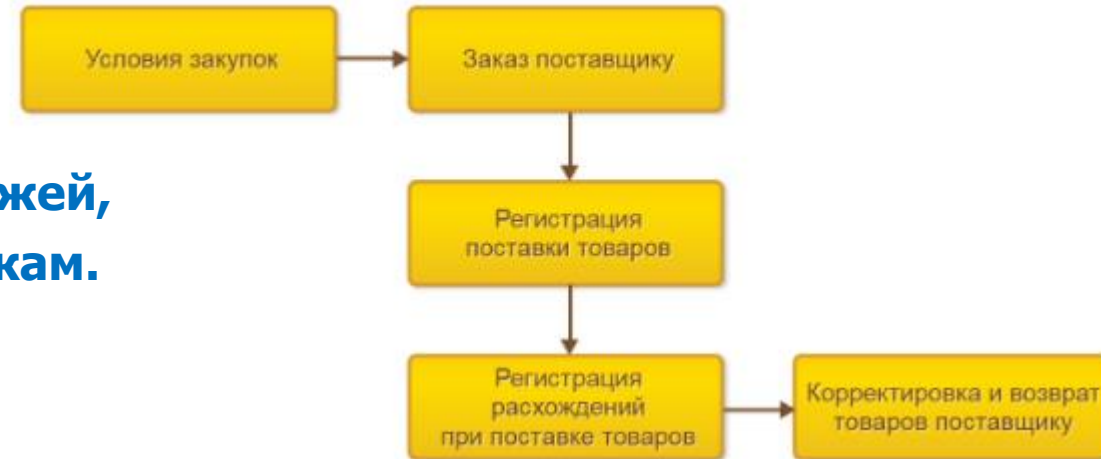 Условия закупок
Заказ поставщику
жей,
кам.
Регистрация
поставки товаров
Регистрация
расхождений
при поставке товаров
Корректировка и возврат
товаров поставщику